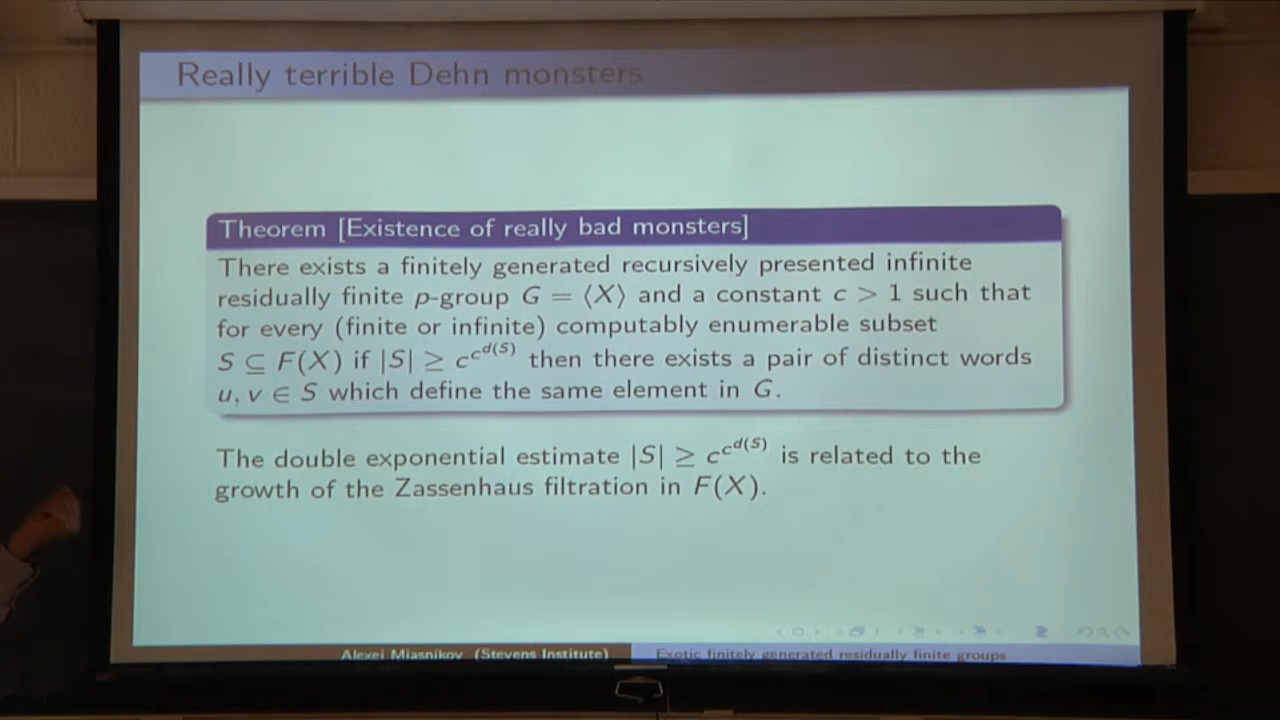 Really terrible Dehn monsters
Theorem [Existence of really bad monsters]
There exists a finitely generated recursively presented infinite
residually finite p-group G = ⟨X⟩ and a constant c > 1 such that
for every (finite or infinite) computably enumerable subset
S ⊆ F(X) if |S| ≥ c^{c^{d(S)}} then there exists a pair of distinct words
u, v ∈ S which define the same element in G.
The double exponential estimate |S| ≥ c^{c^{d(S)}} is related to the
growth of the Zassenhaus filtration in F(X).
Alexei Miasnikov (Stevens Institute)
Exotic finitely generated residually finite groups